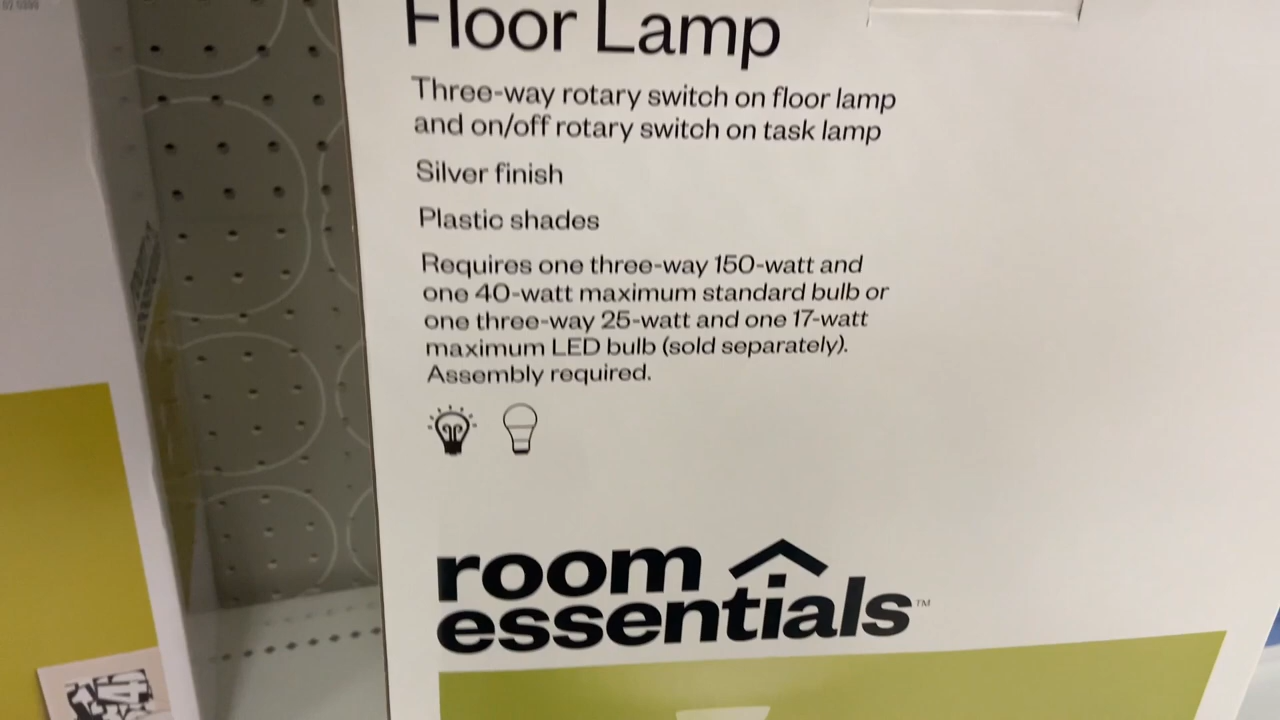 Floor Lamp
Three-way rotary switch on floor lamp
and on/off rotary switch on task lamp
Silver finish
Plastic shades
Requires one three-way 150-watt and
one 40-watt maximum standard bulb or
one three-way 25-watt and one 17-watt
maximum LED bulb (sold separately).
Assembly required.
room
essentials™